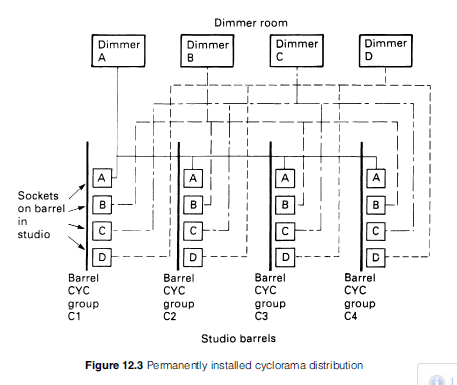 Dimmer room
Dimmer A
Dimmer B
Dimmer C
Dimmer D
A
B
C
D
A
B
C
D
A
B
C
D
A
B
C
D
Sockets
on barrel
in
studio
Barrel
CYC
group
C1
Barrel
CYC
group
C2
Barrel
CYC
group
C3
Barrel
CYC
group
C4
Studio barrels
Figure 12.3 Permanently installed cyclorama distribution